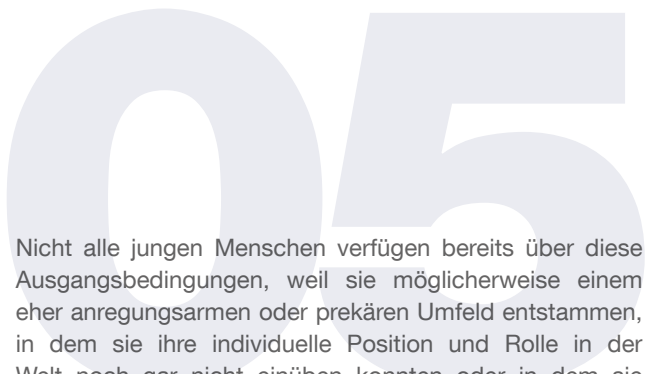 05
Nicht alle jungen Menschen verfügen bereits über diese
Ausgangsbedingungen, weil sie möglicherweise einem
eher anregungsarmen oder prekären Umfeld entstammen,
in dem sie ihre individuelle Position und Rolle in der
Welt noch gar nicht einüben konnten oder in dem sie